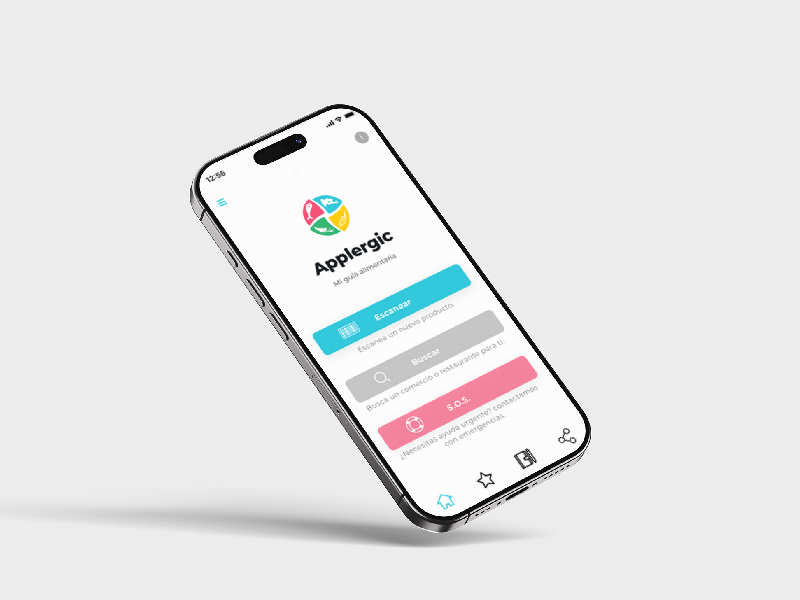 12:56
Applergic
Mi guía alimentaria
Escanear
Escanea un nuevo producto.
Buscar
Busca un comercio o restaurante para ti.
S.O.S.
¿Necesitas ayuda urgente? contactamos
con emergencias.